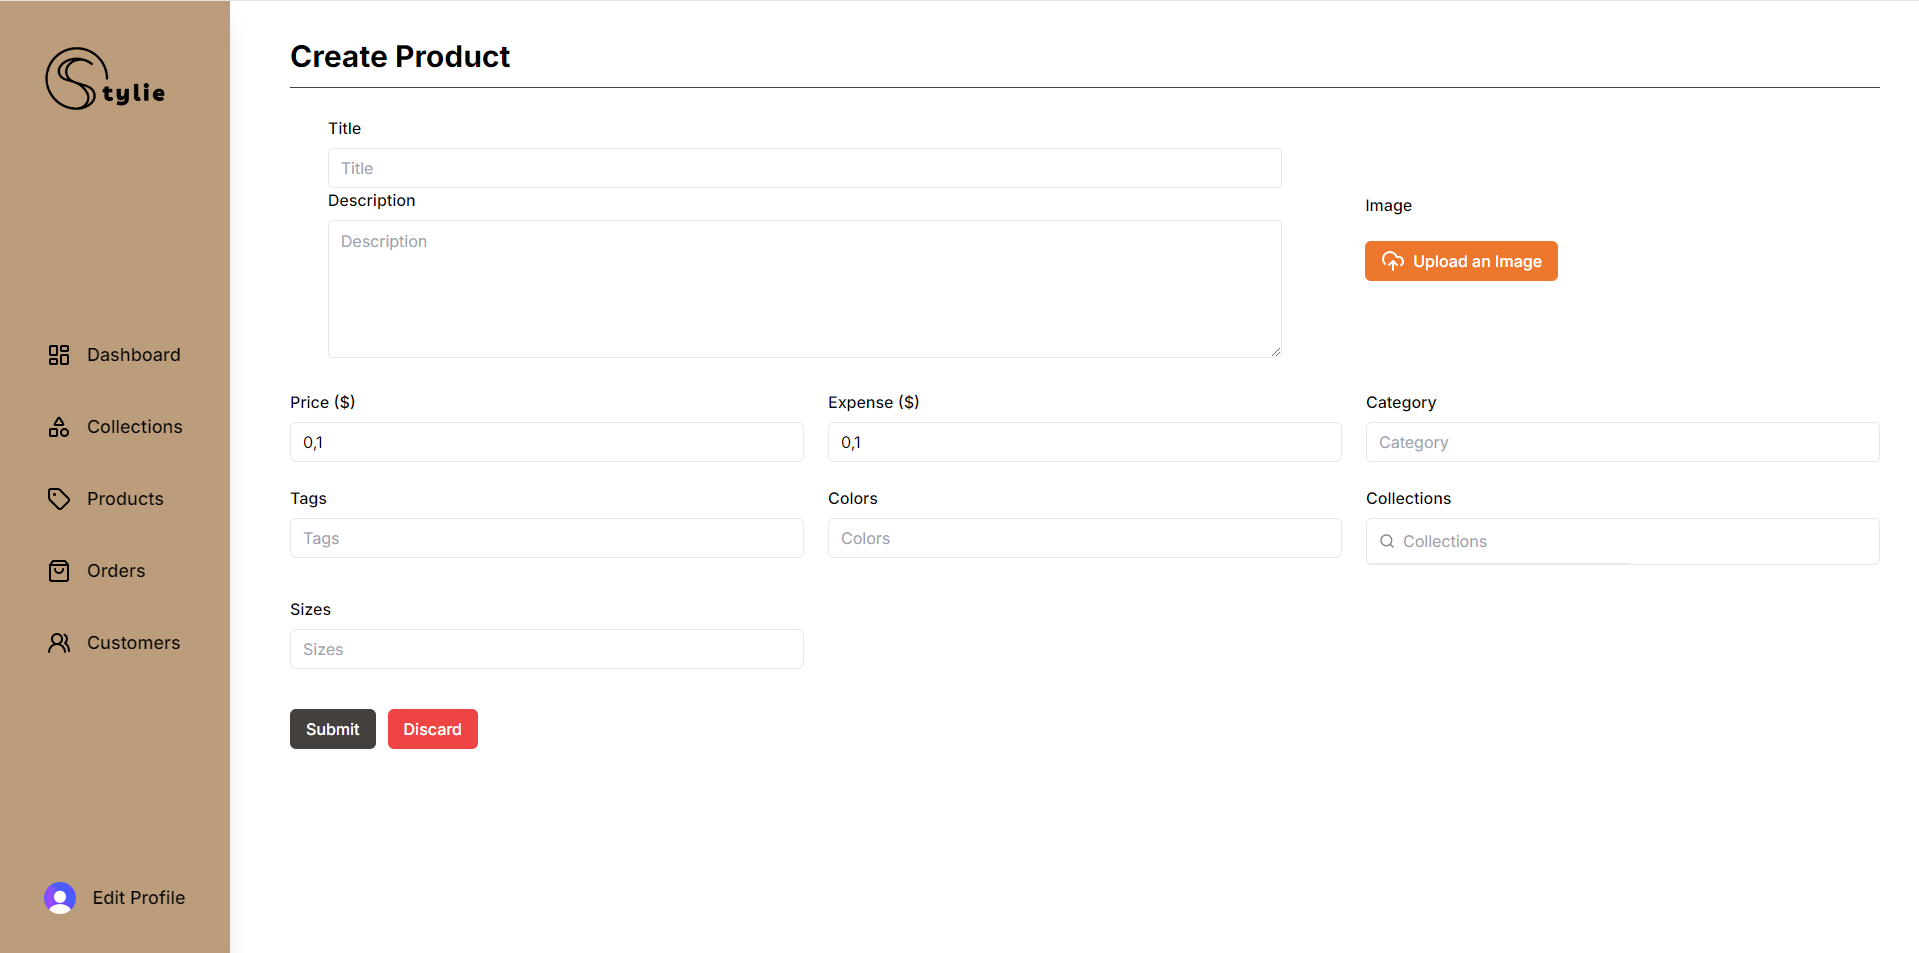 Stylie
Dashboard
Collections
Products
Orders
Customers
Edit Profile
Create Product
Title
Title
Description
Description
Image
Upload an Image
Price ($)
Expense ($)
Category
0,1
0,1
Category
Tags
Colors
Collections
Tags
Colors
Collections
Sizes
Sizes
Submit
Discard